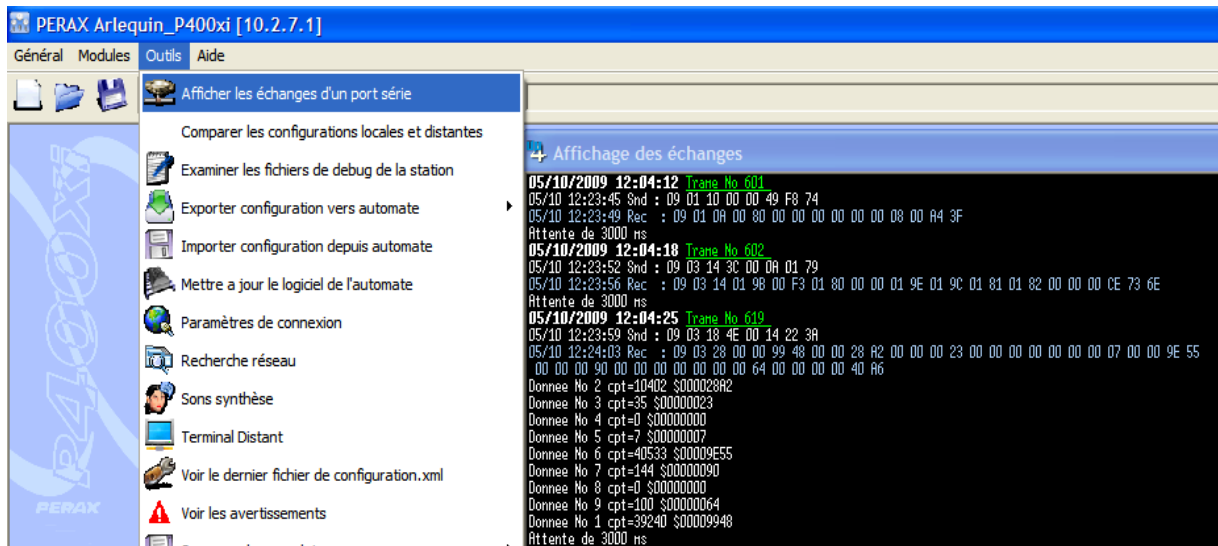 PERAX Arlequin_P400xi [10.2.7.1]
Général Modules Outils Aide
Afficher les échanges d'un port série
Comparer les configurations locales et distantes
Examiner les fichiers de debug de la station
Exporter configuration vers automate
Importer configuration depuis automate
Mettre a jour le logiciel de l'automate
Paramètres de connexion
Recherche réseau
Sons synthèse
Terminal Distant
Voir le dernier fichier de configuration.xml
Voir les avertissements
P400XI
PERAX
Affichage des échanges
05/10/2009 12:04:12 Trame No 601
05/10 12:23:45 Snd : 09 01 10 00 00 49 F8 74
05/10 12:23:49 Rec : 09 01 0A 00 80 00 00 00 00 00 00 08 00 A4 3F
Attente de 3000 ms
05/10/2009 12:04:18 Trame No 602
05/10 12:23:52 Snd : 09 03 14 3C 00 0A 01 79
05/10 12:23:56 Rec : 09 03 14 01 9B 00 F3 01 80 00 00 01 9E 01 9C 01 81 01 82 00 00 00 CE 73 6E
Attente de 3000 ms
05/10/2009 12:04:25 Trame No 619
05/10 12:23:59 Snd : 09 03 18 4E 00 14 22 3A
05/10 12:24:03 Rec : 09 03 28 00 00 99 48 00 00 28 A2 00 00 00 23 00 00 00 00 00 00 00 07 00 00 9E 55
00 00 00 90 00 00 00 00 00 00 00 64 00 00 00 00 40 A6
Donnee No 2 cpt=10402 $000028A2
Donnee No 3 cpt=35 $00000023
Donnee No 4 cpt=0 $00000000
Donnee No 5 cpt=7 $00000007
Donnee No 6 cpt=40533 $00009E55
Donnee No 7 cpt=144 $00000090
Donnee No 8 cpt=0 $00000000
Donnee No 9 cpt=100 $00000064
Donnee No 1 cpt=39240 $00009948
Attente de 3000 ms